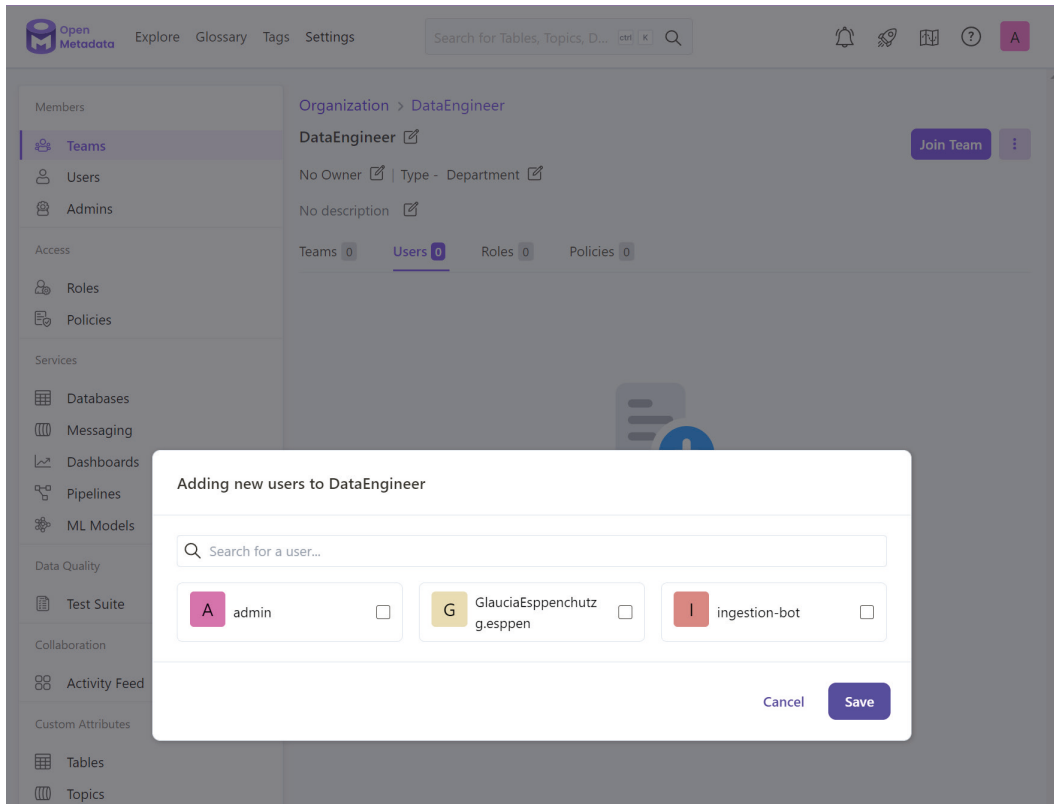 Open
Metadata
Explore Glossary Tags Settings
Search for Tables, Topics, D... ctrl K
? A
Members
Teams
Users
Admins
Access
Roles
Policies
Services
Databases
Messaging
Dashboards
Pipelines
ML Models
Data Quality
Test Suite
Collaboration
Activity Feed
Custom Attributes
Tables
Topics
Organization > DataEngineer
DataEngineer
Join Team
No Owner | Type - Department
No description
Teams 0 Users 0 Roles 0 Policies 0
Adding new users to DataEngineer
Search for a user...
A admin
G GlauciaEsppenchutz
g.esppen
I ingestion-bot
Cancel Save